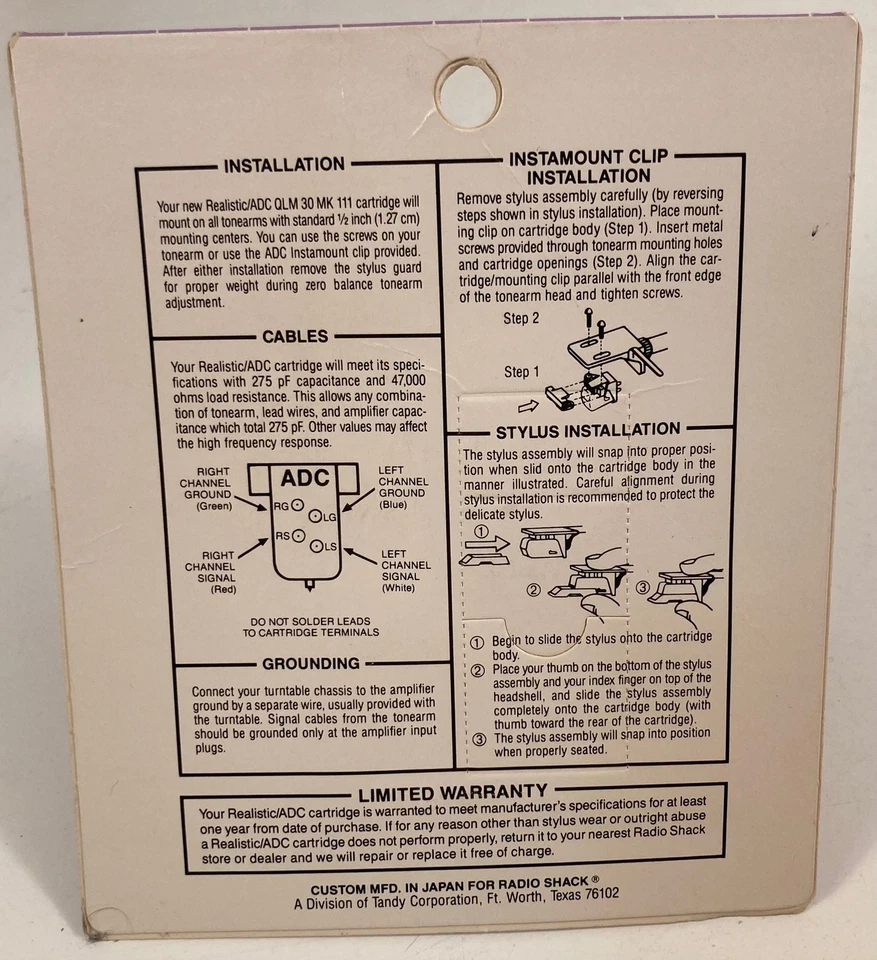 INSTALLATION
Your new Realistic/ADC QLM 30 MK 111 cartridge will
mount on all tonearms with standard ½ inch (1.27 cm)
mounting centers. You can use the screws on your
tonearm or use the ADC Instamount clip provided.
After either installation remove the stylus guard
for proper weight during zero balance tonearm
adjustment.
CABLES
Your Realistic/ADC cartridge will meet its speci-
fications with 275 pF capacitance and 47,000
ohms load resistance. This allows any combina-
tion of tonearm, lead wires, and amplifier capac-
itance which total 275 pF. Other values may affect
the high frequency response.
RIGHT
CHANNEL
GROUND
(Green)
ADC
LEFT
CHANNEL
GROUND
(Blue)
RG
LG
RS
LS
RIGHT
CHANNEL
SIGNAL
(Red)
LEFT
CHANNEL
SIGNAL
(White)
DO NOT SOLDER LEADS
TO CARTRIDGE TERMINALS
GROUNDING
Connect your turntable chassis to the amplifier
ground by a separate wire, usually provided with
the turntable. Signal cables from the tonearm
should be grounded only at the amplifier input
plugs.
INSTAMOUNT CLIP
INSTALLATION
Remove stylus assembly carefully (by reversing
steps shown in stylus installation). Place mount-
ing clip on cartridge body (Step 1). Insert metal
screws provided through tonearm mounting holes
and cartridge openings (Step 2). Align the car-
tridge/mounting clip parallel with the front edge
of the tonearm head and tighten screws.
Step 2
Step 1
STYLUS INSTALLATION
The stylus assembly will snap into proper posi-
tion when slid onto the cartridge body in the
manner illustrated. Careful alignment during
stylus installation is recommended to protect the
delicate stylus.
①
②
③
① Begin to slide the stylus onto the cartridge
body.
② Place your thumb on the bottom of the stylus
assembly and your index finger on top of the
headshell, and slide the stylus assembly
completely onto the cartridge body (with
thumb toward the rear of the cartridge).
③ The stylus assembly will snap into position
when properly seated.
LIMITED WARRANTY
Your Realistic/ADC cartridge is warranted to meet manufacturer's specifications for at least
one year from date of purchase. If for any reason other than stylus wear or outright abuse
a Realistic/ADC cartridge does not perform properly, return it to your nearest Radio Shack
store or dealer and we will repair or replace it free of charge.
CUSTOM MFD. IN JAPAN FOR RADIO SHACK ®
A Division of Tandy Corporation, Ft. Worth, Texas 76102